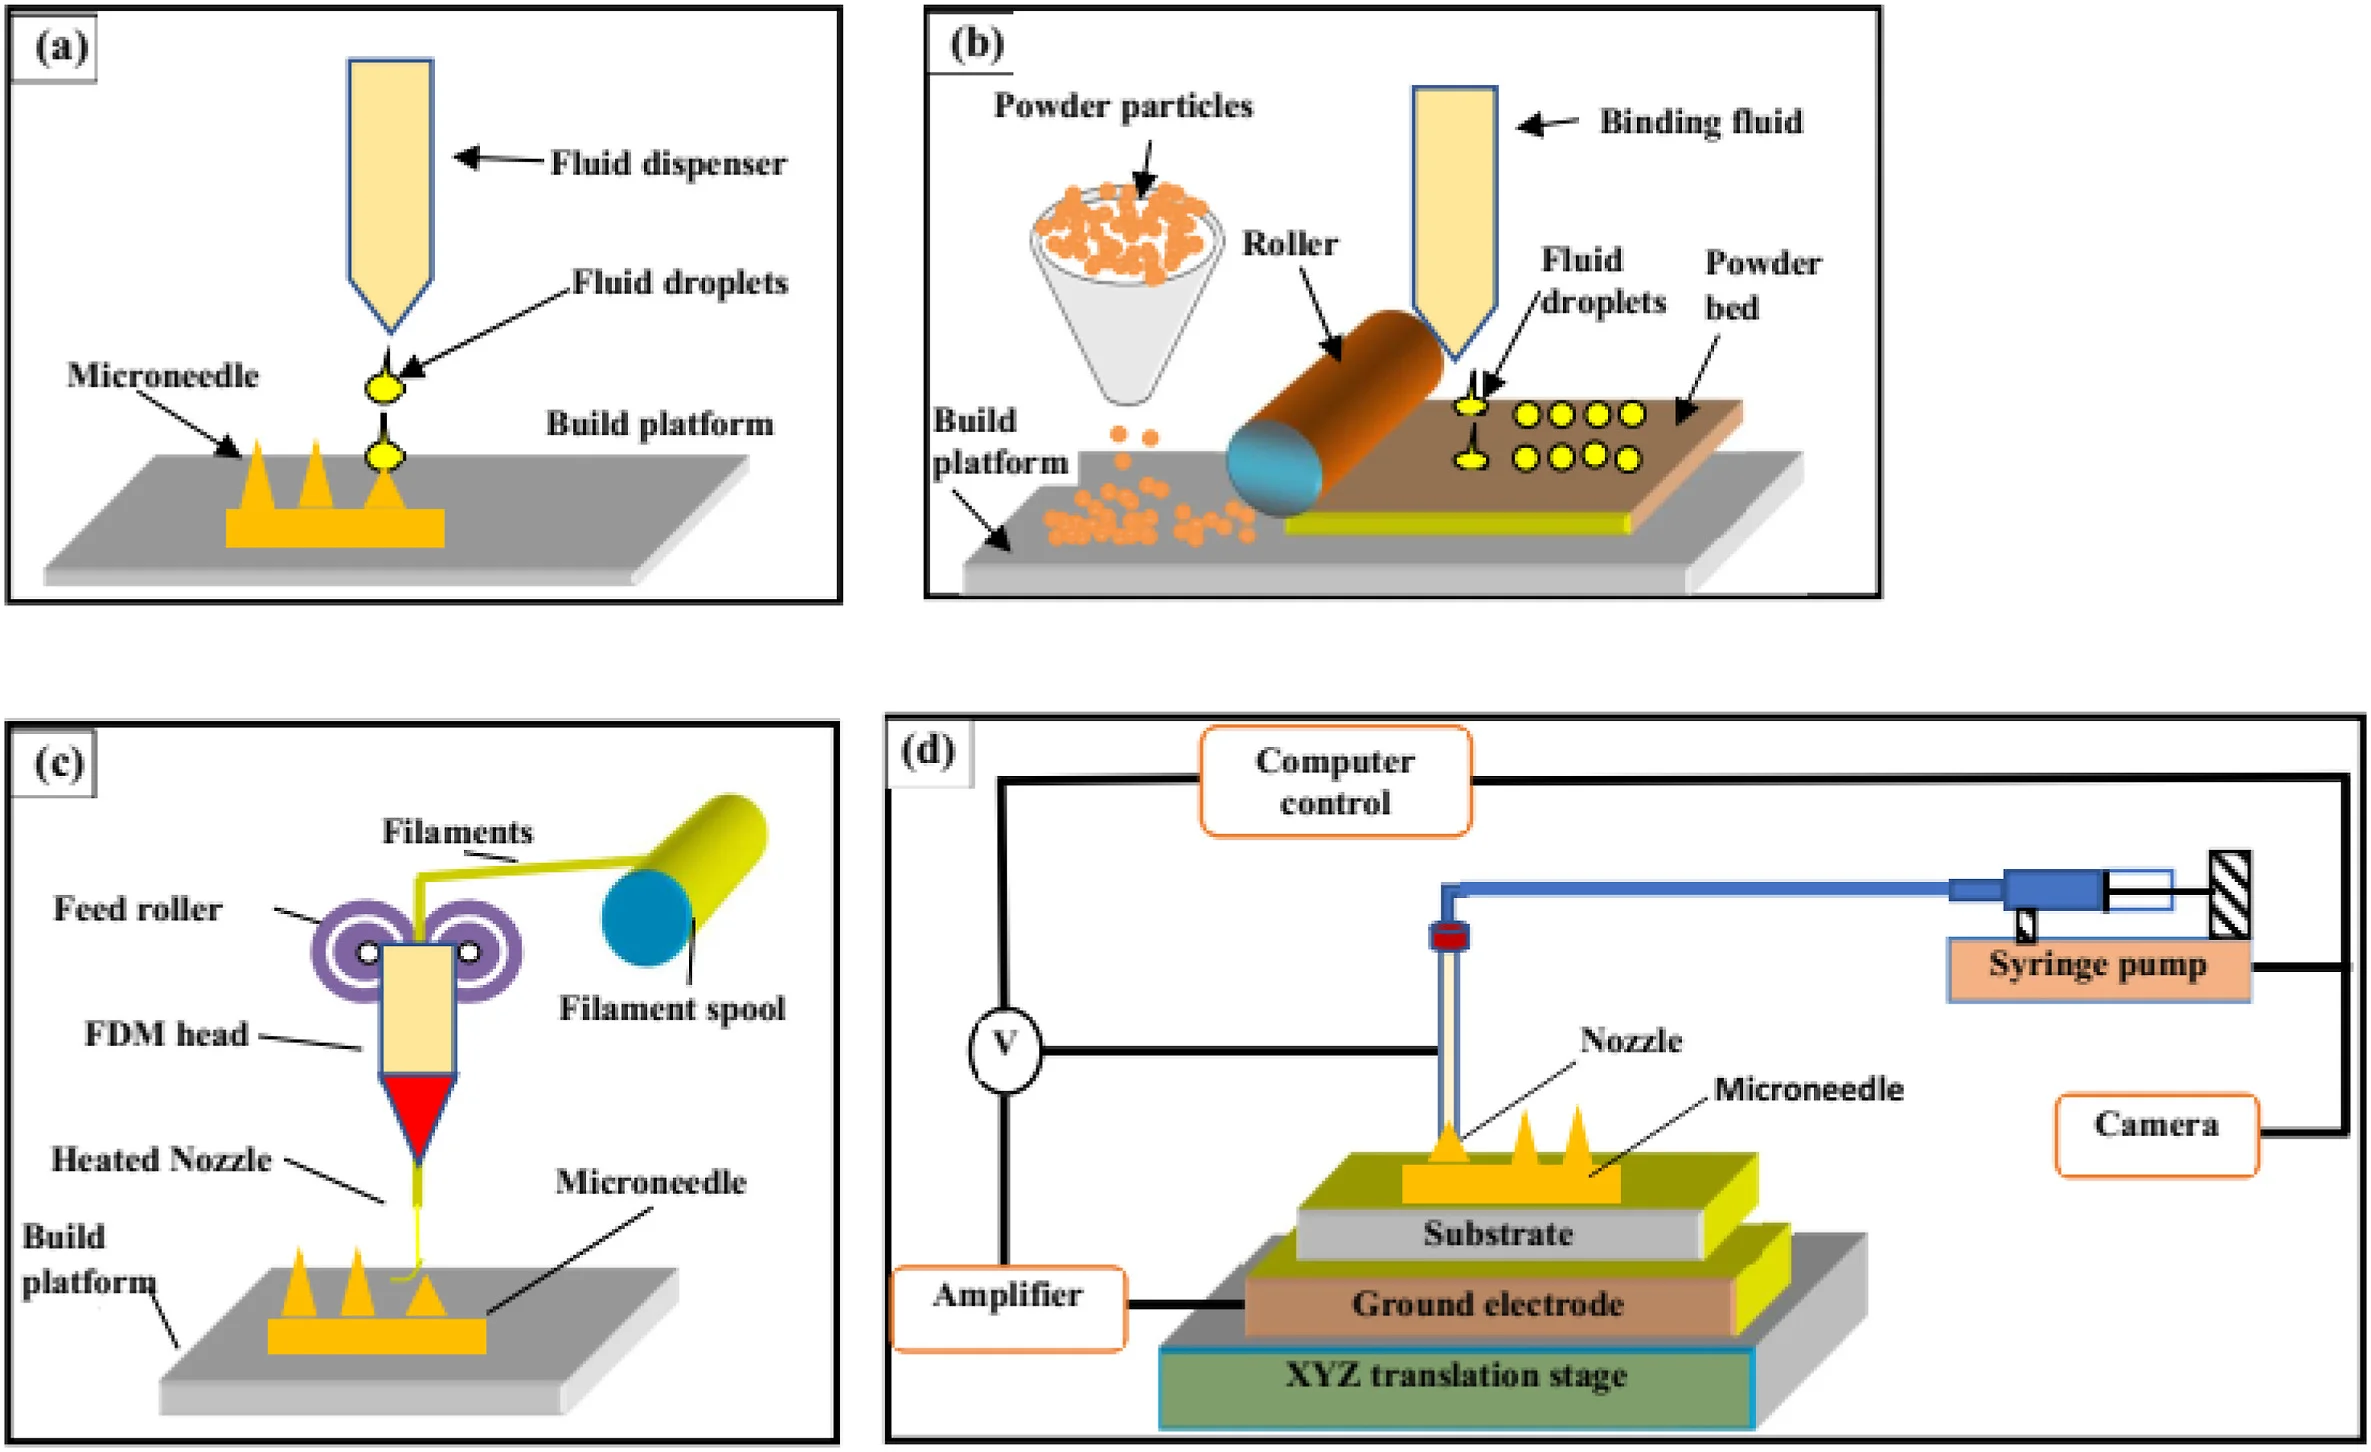 (a)
Fluid dispenser
Fluid droplets
Microneedle
Build platform
(b)
Powder particles
Binding fluid
Roller
Fluid
droplets
Powder
bed
Build
platform
(c)
Filaments
Feed roller
Filament spool
FDM head
Heated Nozzle
Microneedle
Build
platform
(d)
Computer
control
Syringe pump
V
Nozzle
Microneedle
Camera
Substrate
Amplifier
Ground electrode
XYZ translation stage